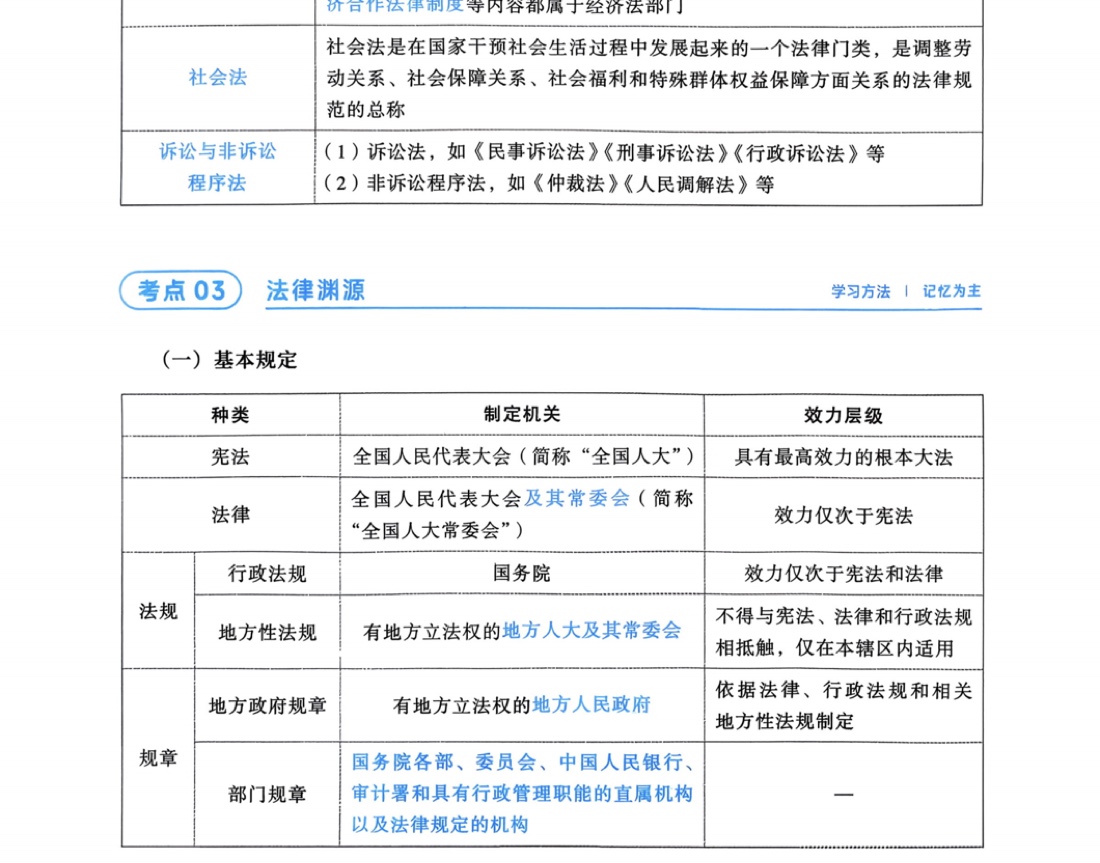 济合作法律制度等内容都属于经济法部门
社会法
社会法是在国家干预社会生活过程中发展起来的一个法律门类，是调整劳
动关系、社会保障关系、社会福利和特殊群体权益保障方面关系的法律规
范的总称
诉讼与非诉讼
程序法
（1）诉讼法，如《民事诉讼法》《刑事诉讼法》《行政诉讼法》等
（2）非诉讼程序法，如《仲裁法》《人民调解法》等
考点 03 法律渊源 学习方法 | 记忆为主
（一）基本规定
种类 制定机关 效力层级
宪法 全国人民代表大会（简称“全国人大”） 具有最高效力的根本大法
法律
全国人民代表大会及其常委会（简称
“全国人大常委会”）
效力仅次于宪法
法规
行政法规 国务院 效力仅次于宪法和法律
地方性法规 有地方立法权的地方人大及其常委会
不得与宪法、法律和行政法规
相抵触，仅在本辖区内适用
规章
地方政府规章 有地方立法权的地方人民政府
依据法律、行政法规和相关
地方性法规制定
部门规章
国务院各部、委员会、中国人民银行、
审计署和具有行政管理职能的直属机构
以及法律规定的机构
—